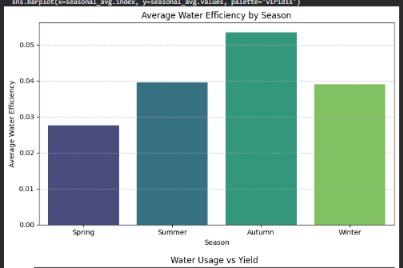 sns.barplot(x=seasonal_avg.index, y=seasonal_avg.values, palette='viridis')
Average Water Efficiency by Season
Average Water Efficiency
0.05
0.04
0.03
0.02
0.01
0.00
Spring Summer Autumn Winter
Season
Water Usage vs Yield